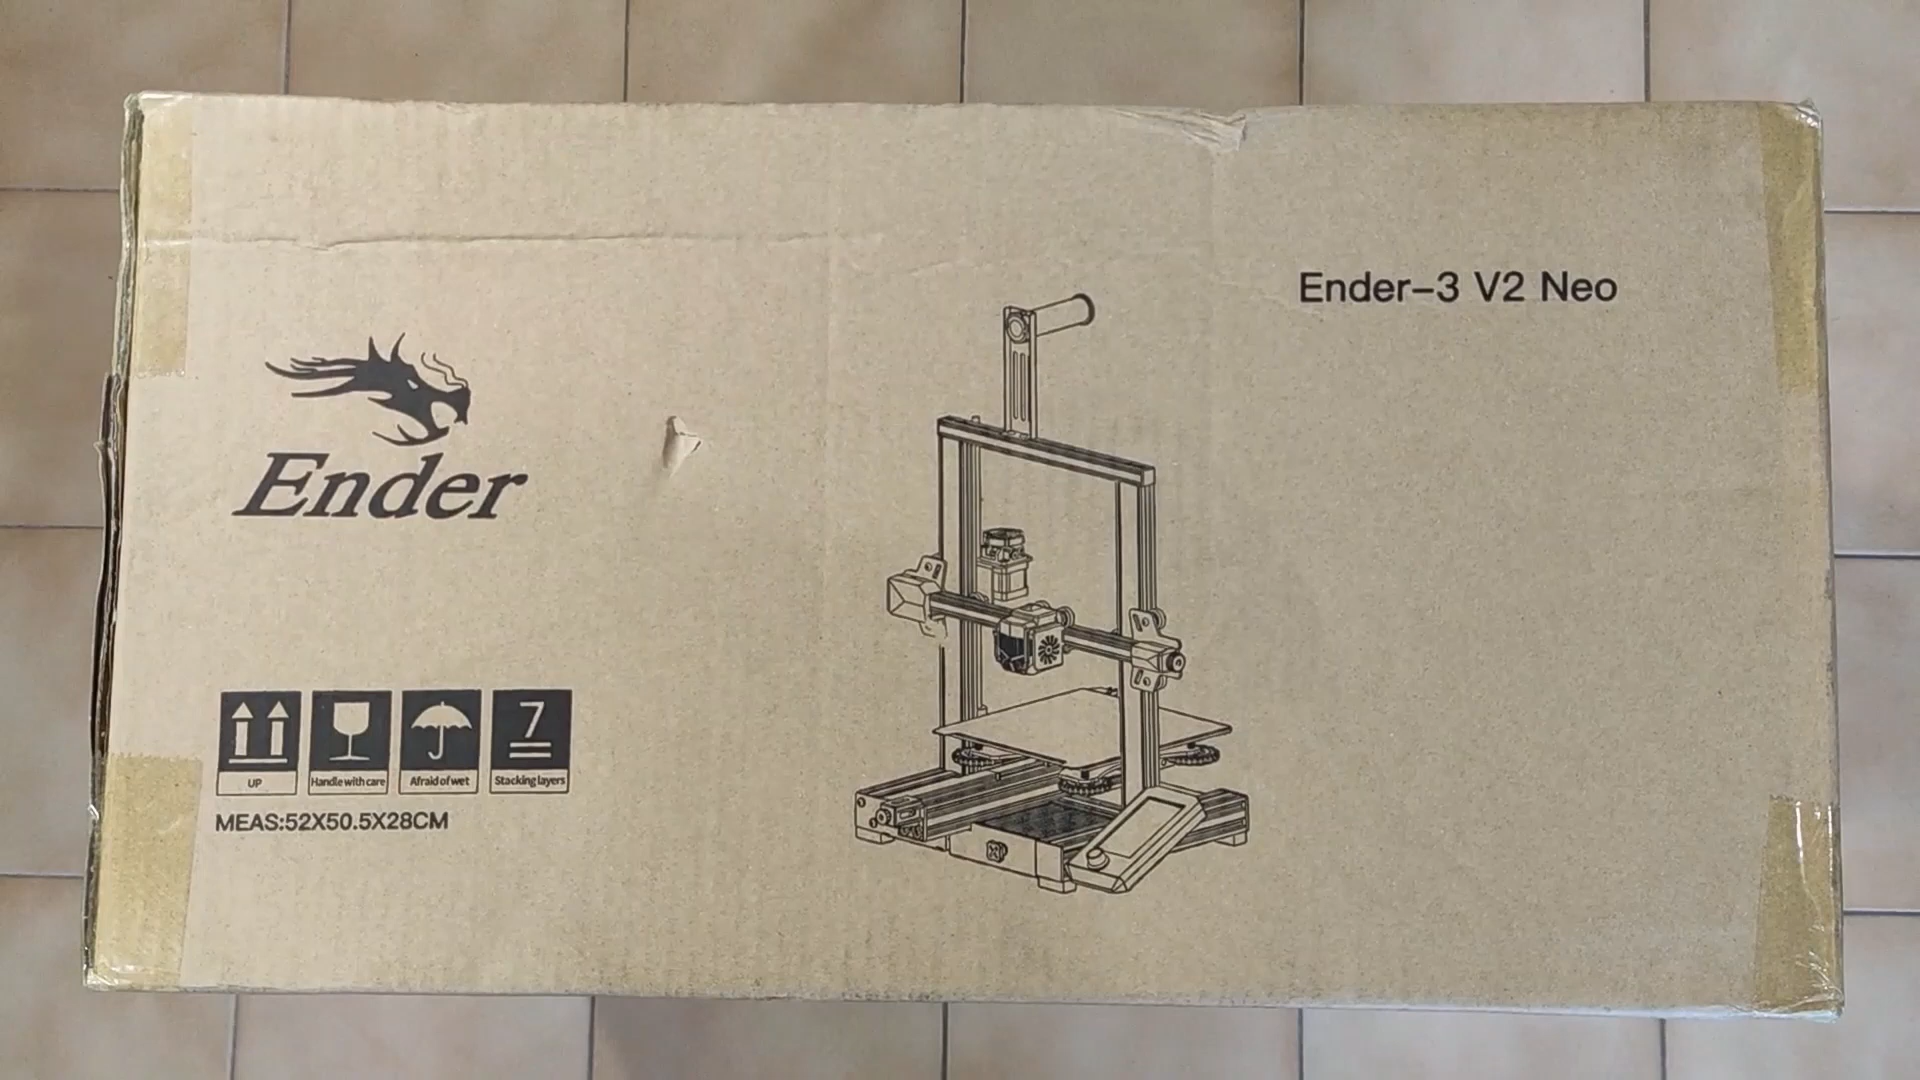 Ender-3 V2 Neo
Ender
7
UP
Handle with care
Afraid of wet
Stacking layers
MEAS:52X50.5X28CM